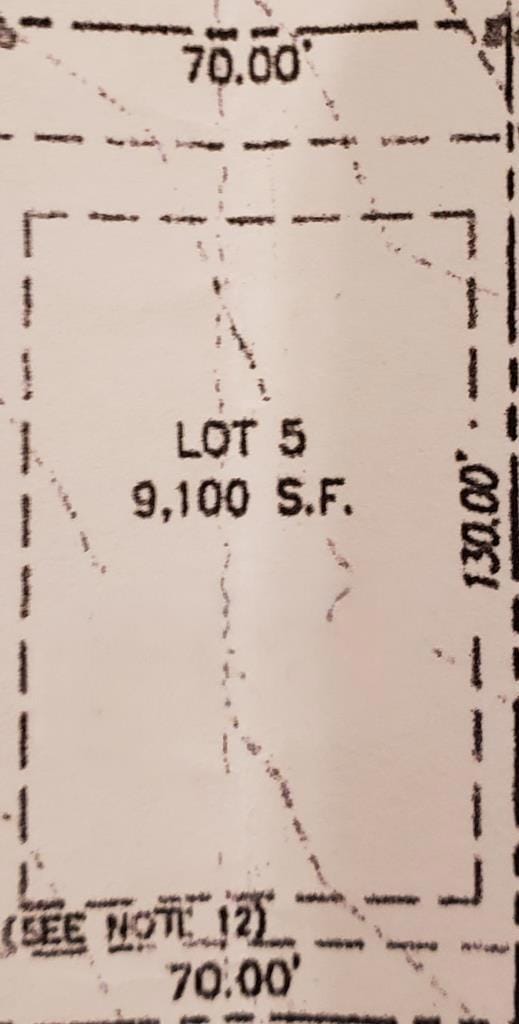 70.00'
LOT 5
9,100 S.F.
130.00'
(SEE NOTE 12)
70.00'